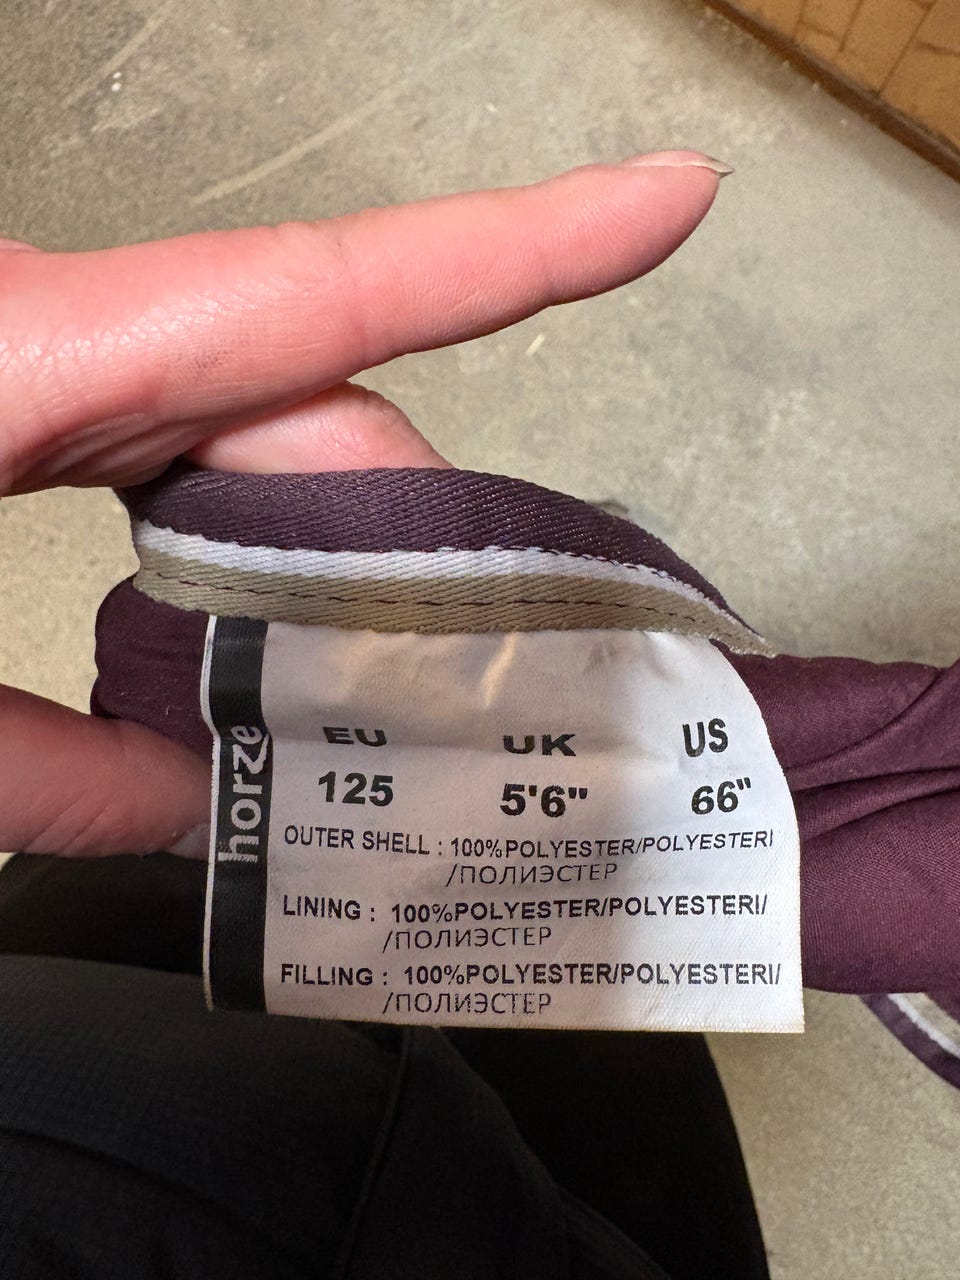 horze
EU UK US
125 5'6" 66"
OUTER SHELL : 100%POLYESTER/POLYESTERI
/ПОЛИЭСТЕР
LINING : 100%POLYESTER/POLYESTERI/
/ПОЛИЭСТЕР
FILLING : 100%POLYESTER/POLYESTERI/
/ПОЛИЭСТЕР